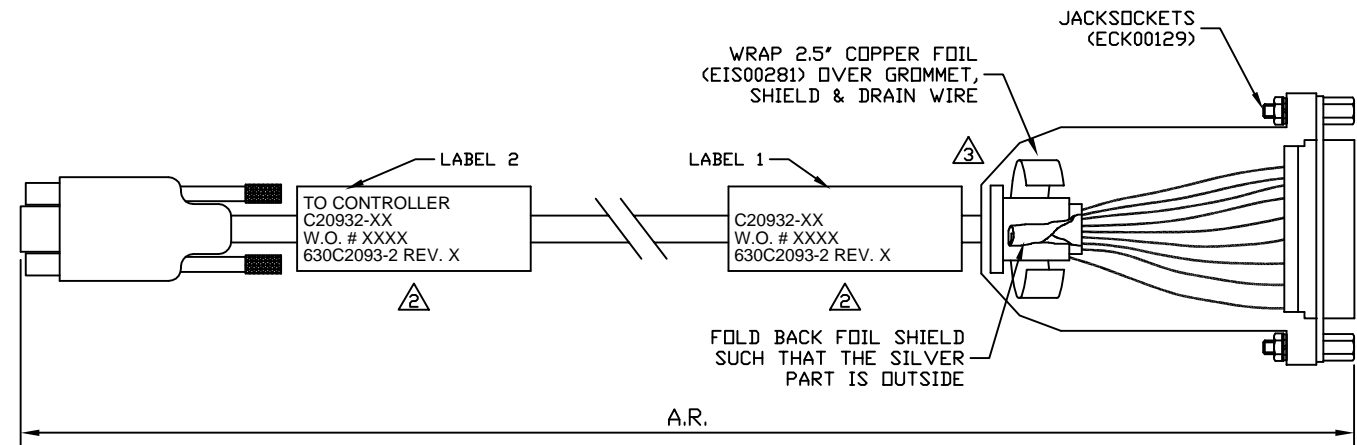 JACKSOCKETS
(ECK00129)
WRAP 2.5" COPPER FOIL
(EIS00281) OVER GROMMET,
SHIELD & DRAIN WIRE
LABEL 2
LABEL 1
3
TO CONTROLLER
C20932-XX
W.O. # XXXX
630C2093-2 REV. X
C20932-XX
W.O. # XXXX
630C2093-2 REV. X
2
2
FOLD BACK FOIL SHIELD
SUCH THAT THE SILVER
PART IS OUTSIDE
A.R.